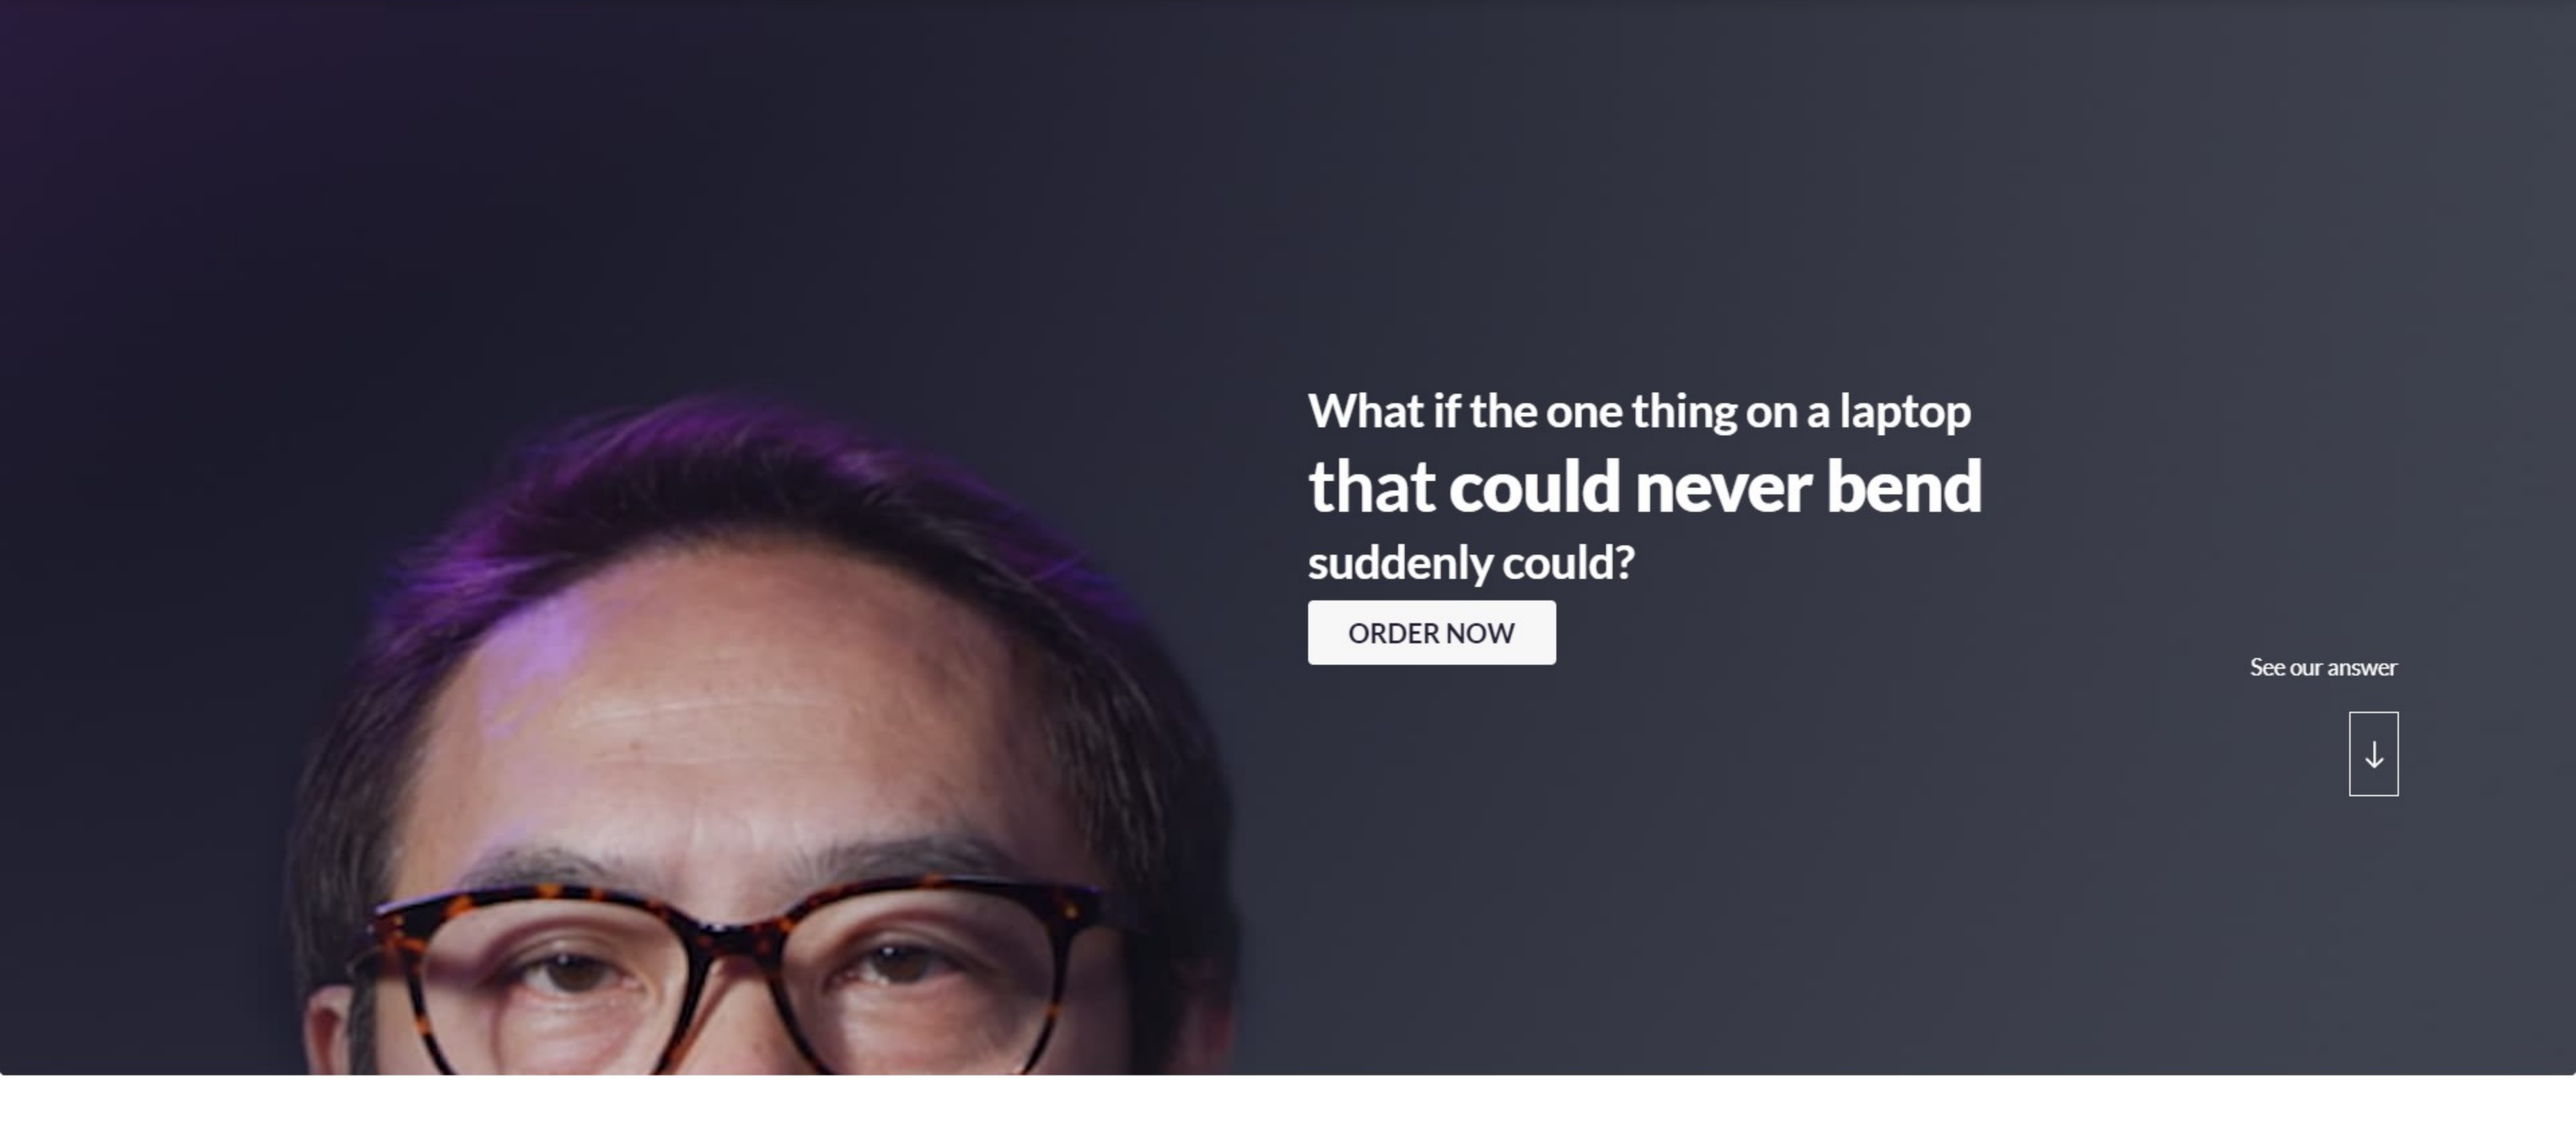 What if the one thing on a laptop
that could never bend
suddenly could?
ORDER NOW
See our answer